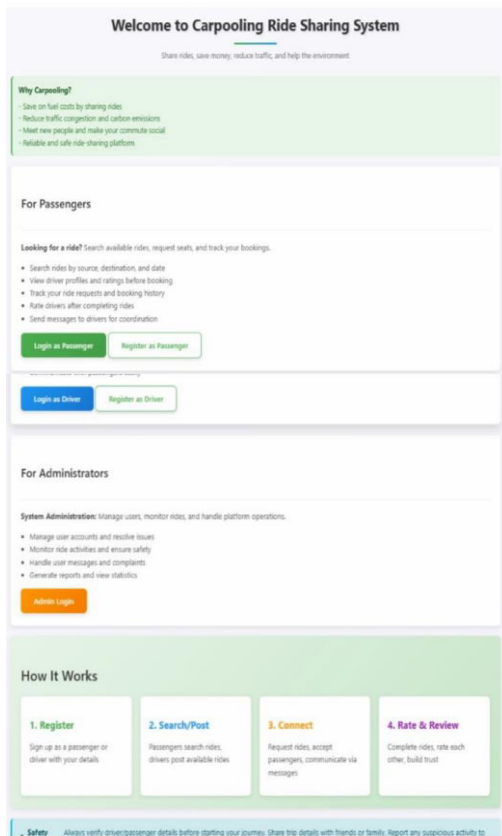 Welcome to Carpooling Ride Sharing System
Share rides, save money, reduce traffic, and help the environment
Why Carpooling?
- Save on fuel costs by sharing rides
- Reduce traffic congestion and carbon emissions
- Meet new people and make your commute social
- Reliable and safe ride-sharing platform
For Passengers
Looking for a ride? Search available rides, request seats, and track your bookings.
• Search rides by source, destination, and date
• View driver profiles and ratings before booking
• Track your ride requests and booking history
• Rate drivers after completing rides
• Send messages to drivers for coordination
Login as Passenger Register as Passenger
Login as Driver Register as Driver
For Administrators
System Administration: Manage users, monitor rides, and handle platform operations.
• Manage user accounts and resolve issues
• Monitor ride activities and ensure safety
• Handle user messages and complaints
• Generate reports and view statistics
Admin Login
How It Works
1. Register
Sign up as a passenger or
driver with your details
2. Search/Post
Passengers search rides,
drivers post available rides
3. Connect
Request rides, accept
passengers, communicate via
messages
4. Rate & Review
Complete rides, rate each
other, build trust
Safety Always verify driver/passenger details before starting your journey. Share trip details with friends or family. Report any suspicious activity to